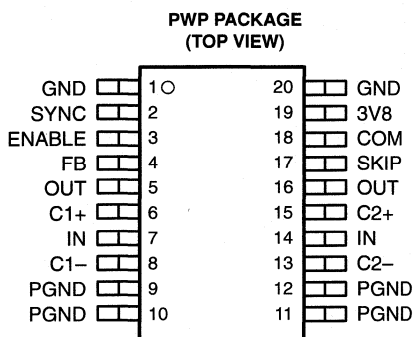 PWP PACKAGE
(TOP VIEW)
GND 1 20 GND
SYNC 2 19 3V8
ENABLE 3 18 COM
FB 4 17 SKIP
OUT 5 16 OUT
C1+ 6 15 C2+
IN 7 14 IN
C1− 8 13 C2−
PGND 9 12 PGND
PGND 10 11 PGND